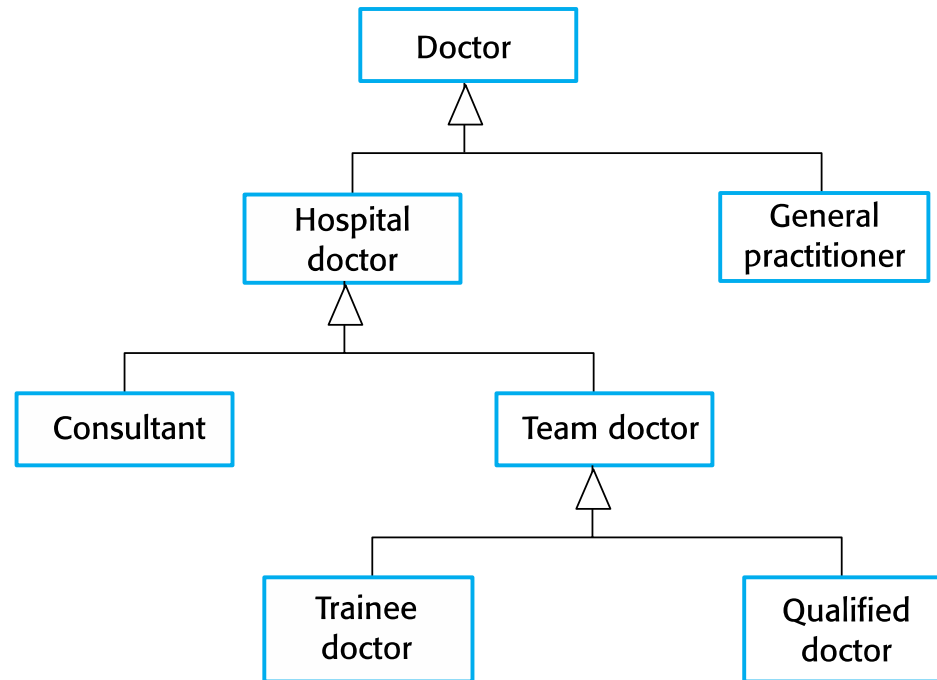 Doctor
Hospital
doctor
General
practitioner
Consultant
Team doctor
Trainee
doctor
Qualified
doctor